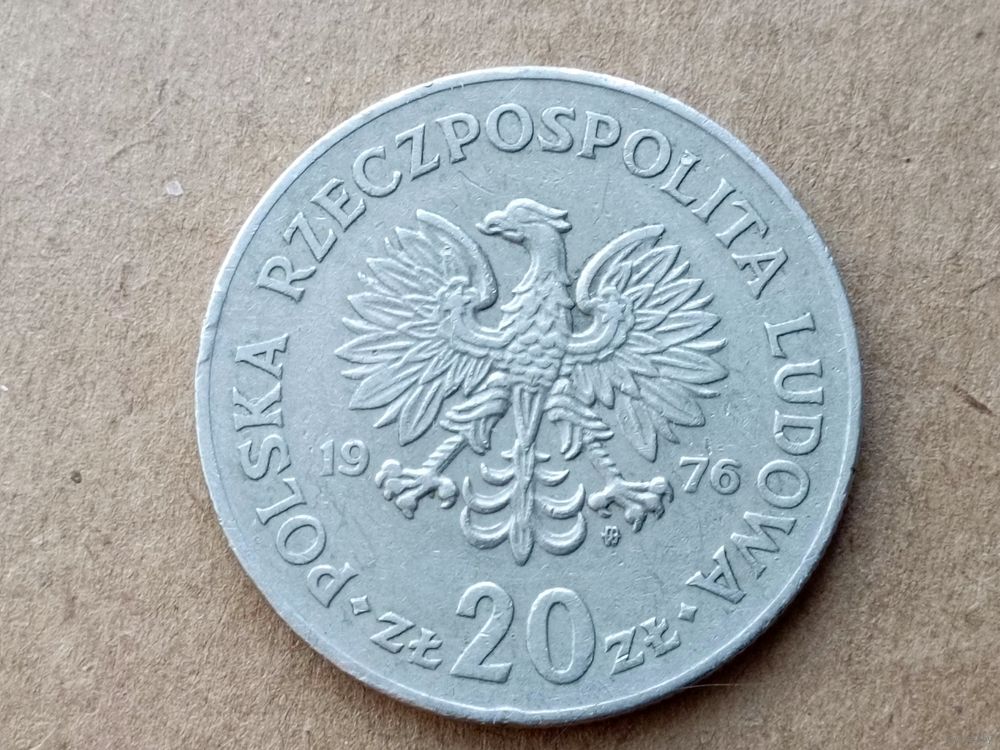 POLSKA RZECZPOSPOLITA LUDOWA
19 76
ZŁ 20 ZŁ